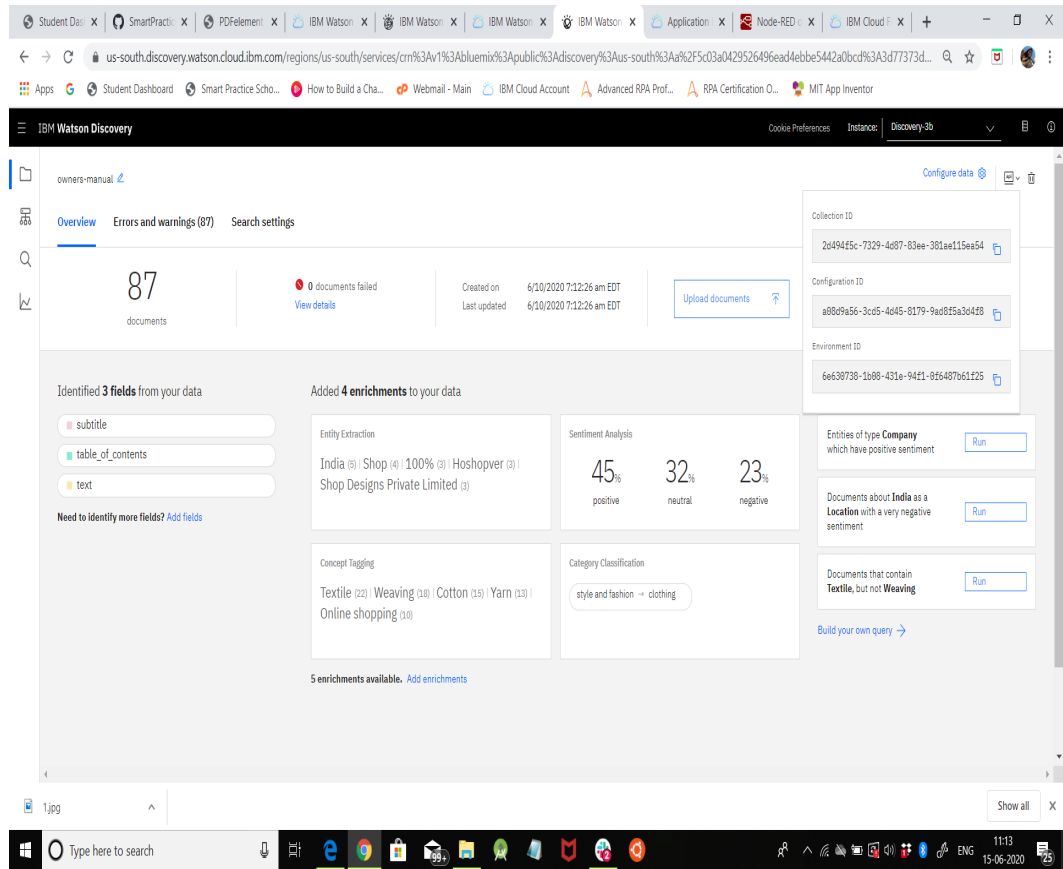 Student Das
SmartPractic
PDFelement
IBM Watson
IBM Watson
IBM Watson
IBM Watson
Application
Node-RED
IBM Cloud F
us-south.discovery.watson.cloud.ibm.com/regions/us-south/services/crn%3Av1%3Abluemix%3Apublic%3Adiscovery%3Aus-south%3Aa%2F5c03a0429526496ead4ebbe5442a0bcd%3A3d77373d...
Apps
Student Dashboard
Smart Practice Scho...
How to Build a Cha...
Webmail - Main
IBM Cloud Account
Advanced RPA Prof...
RPA Certification O...
MIT App Inventor
IBM Watson Discovery
Cookie Preferences
Instance:
Discovery-3b
owners-manual
Configure data
API
Overview
Errors and warnings (87)
Search settings
Collection ID
2d494f5c-7329-4d87-83ee-381ae115ea54
Configuration ID
a08d9a56-3cd5-4d45-8179-9ad8f5a3d4f8
Environment ID
6e630738-1b08-431e-94f1-0f6487b61f25
87
documents
0 documents failed
View details
Created on 6/10/2020 7:12:26 am EDT
Last updated 6/10/2020 7:12:26 am EDT
Upload documents
Identified 3 fields from your data
subtitle
table_of_contents
text
Need to identify more fields? Add fields
Added 4 enrichments to your data
Entity Extraction
India (5) | Shop (4) | 100% (3) | Hoshopver (3) |
Shop Designs Private Limited (3)
Sentiment Analysis
45% 32% 23%
positive neutral negative
Concept Tagging
Textile (22) | Weaving (18) | Cotton (15) | Yarn (13) |
Online shopping (10)
Category Classification
style and fashion → clothing
5 enrichments available. Add enrichments
Entities of type Company
which have positive sentiment
Run
Documents about India as a
Location with a very negative
sentiment
Run
Documents that contain
Textile, but not Weaving
Run
Build your own query →
1.jpg
Show all
Type here to search
99+
ENG
11:13
15-06-2020
25